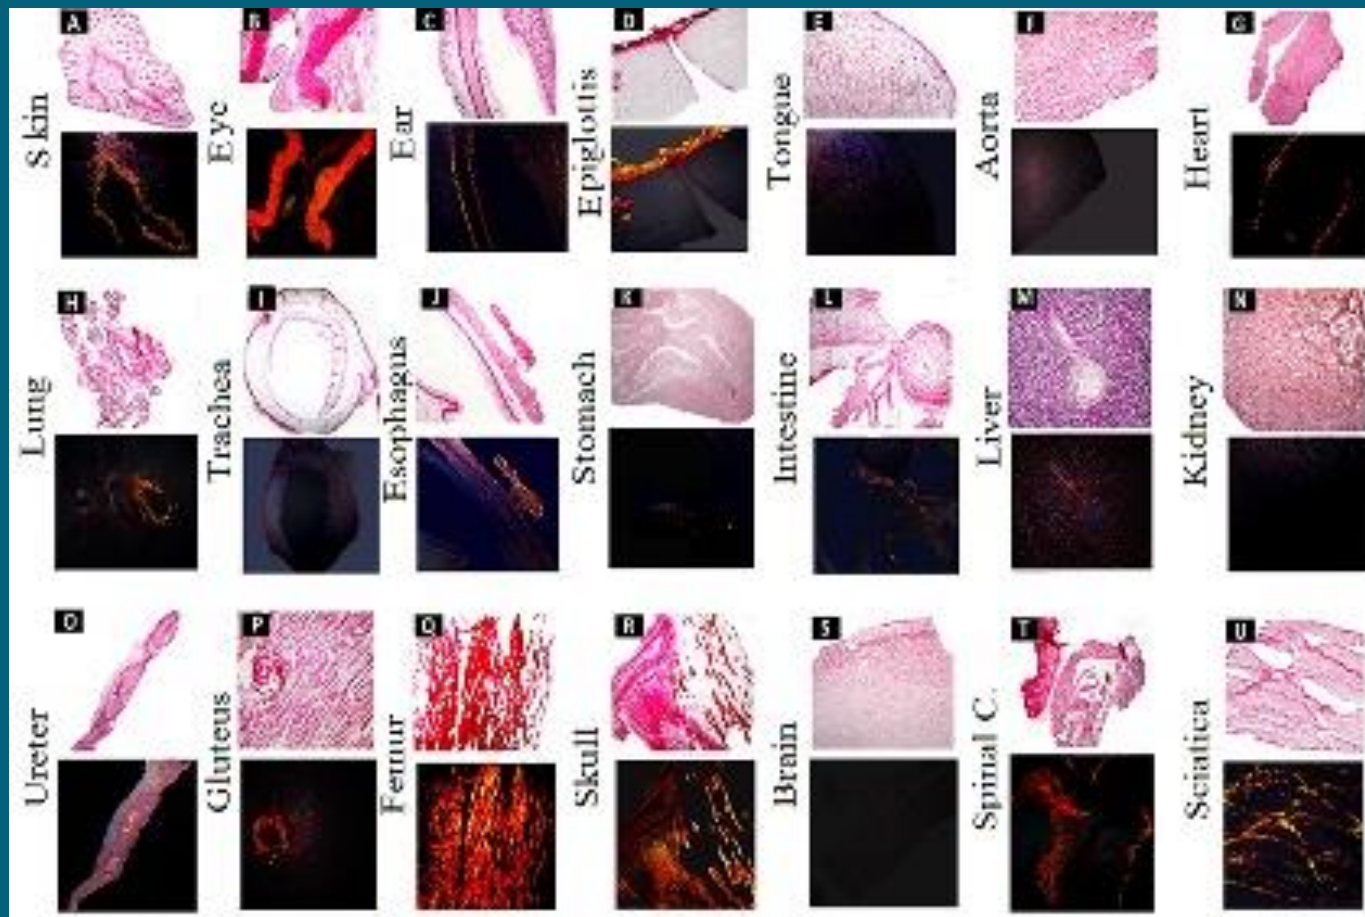 A B C D E F G
Skin Eye Ear Epiglottis Tongue Aorta Heart
H I J K L M N
Lung Trachea Esophagus Stomach Intestine Liver Kidney
O P Q R S T U
Ureter Gluteus Femur Skull Brain Spinal C. Sciatica